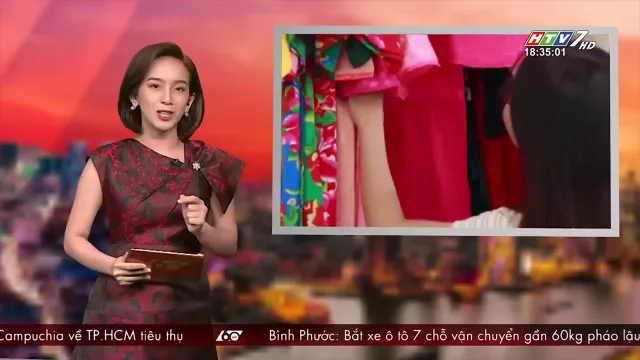 HTV7 HD
18:35:01
Campuchia về TP.HCM tiêu thụ
60
Bình Phước: Bắt xe ô tô 7 chỗ vận chuyển gần 60kg pháo lậu